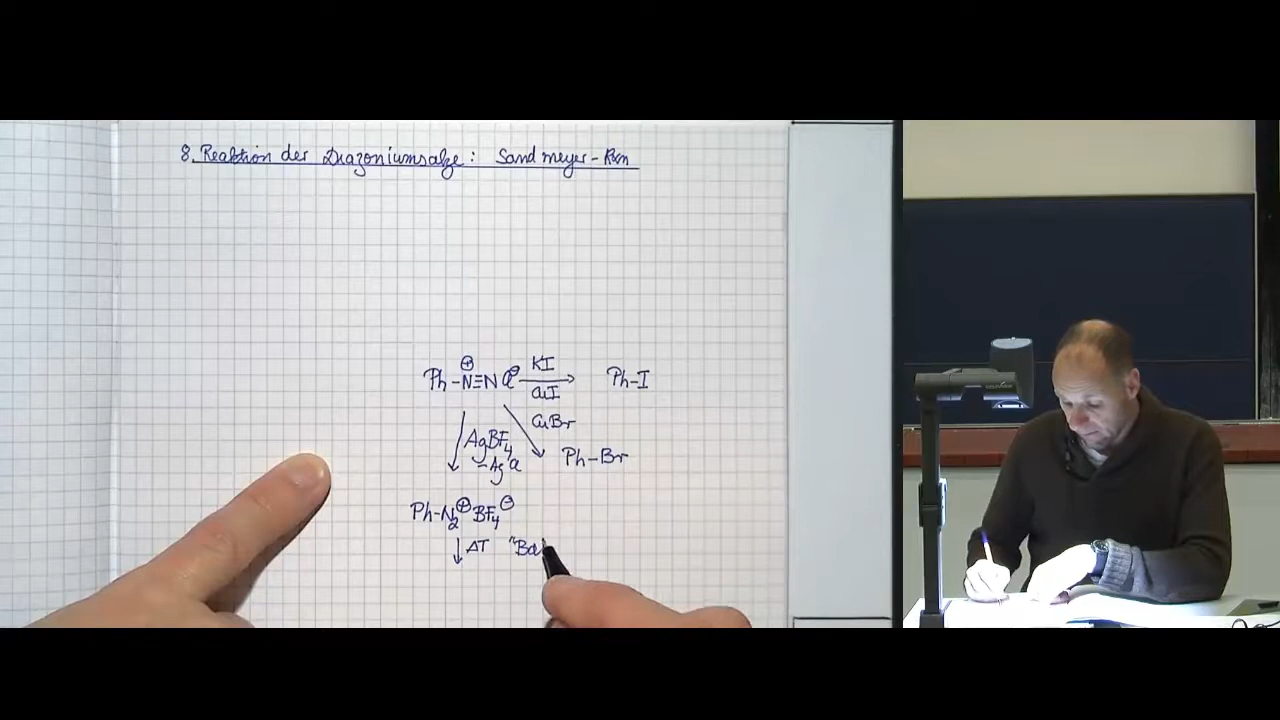 8. Reaktion der Diazoniumsalze: Sandmeyer-Rxn
Ph-N≡N Cl⊖
⊕
KI
CuI
Ph-I
CuBr
Ph-Br
AgBF4
-AgCl
Ph-N2⊕ BF4⊖
ΔT "Bal